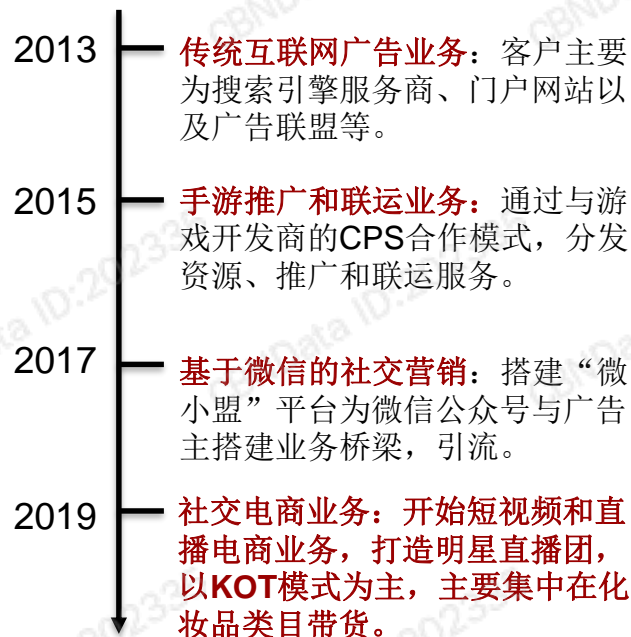 2013
传统互联网广告业务：客户主要
为搜索引擎服务商、门户网站以
及广告联盟等。
2015
手游推广和联运业务：通过与游
戏开发商的CPS合作模式，分发
资源、推广和联运服务。
2017
基于微信的社交营销：搭建“微
小盟”平台为微信公众号与广告
主搭建业务桥梁，引流。
2019
社交电商业务：开始短视频和直
播电商业务，打造明星直播团，
以KOT模式为主，主要集中在化
妆品类目带货。